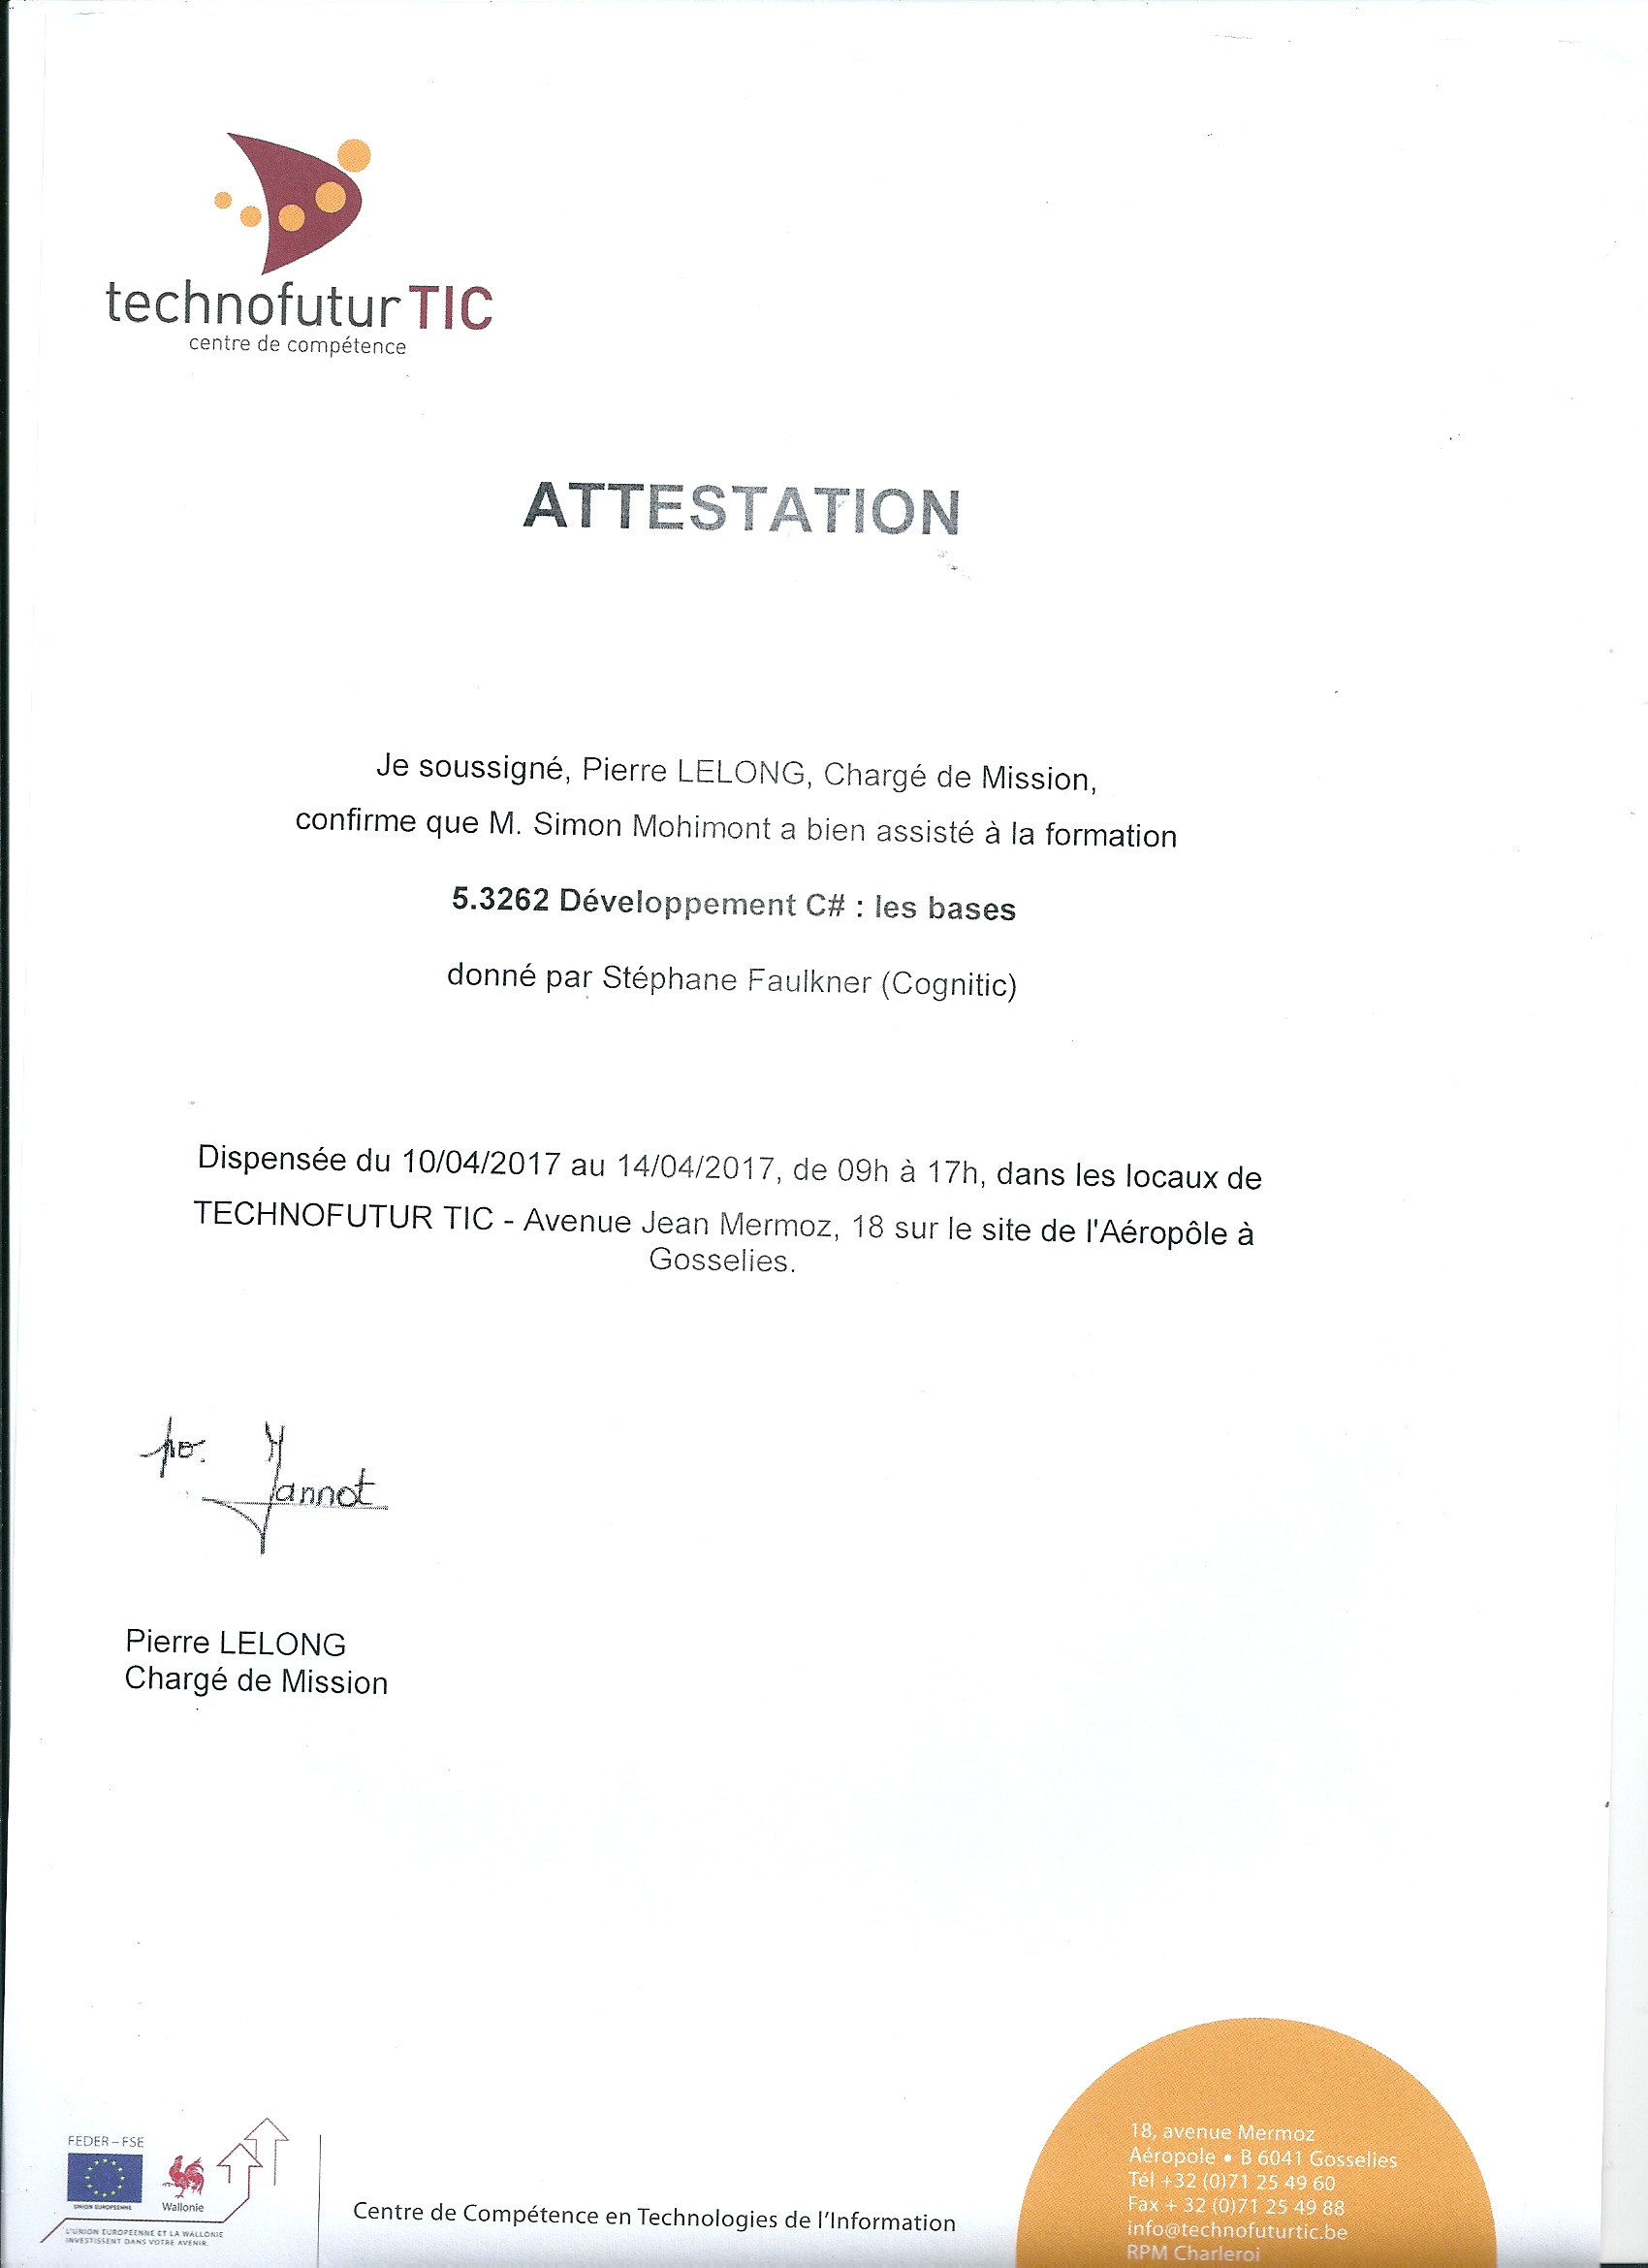 technofutur TIC
centre de compétence
ATTESTATION
Je soussigné, Pierre LELONG, Chargé de Mission,
confirme que M. Simon Mohimont a bien assisté à la formation
5.3262 Développement C# : les bases
donné par Stéphane Faulkner (Cognitic)
Dispensée du 10/04/2017 au 14/04/2017, de 09h à 17h, dans les locaux de
TECHNOFUTUR TIC - Avenue Jean Mermoz, 18 sur le site de l'Aéropôle à
Gosselies.
po. Jannot
Pierre LELONG
Chargé de Mission
FEDER – FSE
UNION EUROPEENNE
Wallonie
L'UNION EUROPEENNE ET LA WALLONIE
INVESTISSENT DANS VOTRE AVENIR.
Centre de Compétence en Technologies de l'Information
18, avenue Mermoz
Aéropole • B 6041 Gosselies
Tél +32 (0)71 25 49 60
Fax + 32 (0)71 25 49 88
info@technofuturtic.be
RPM Charleroi